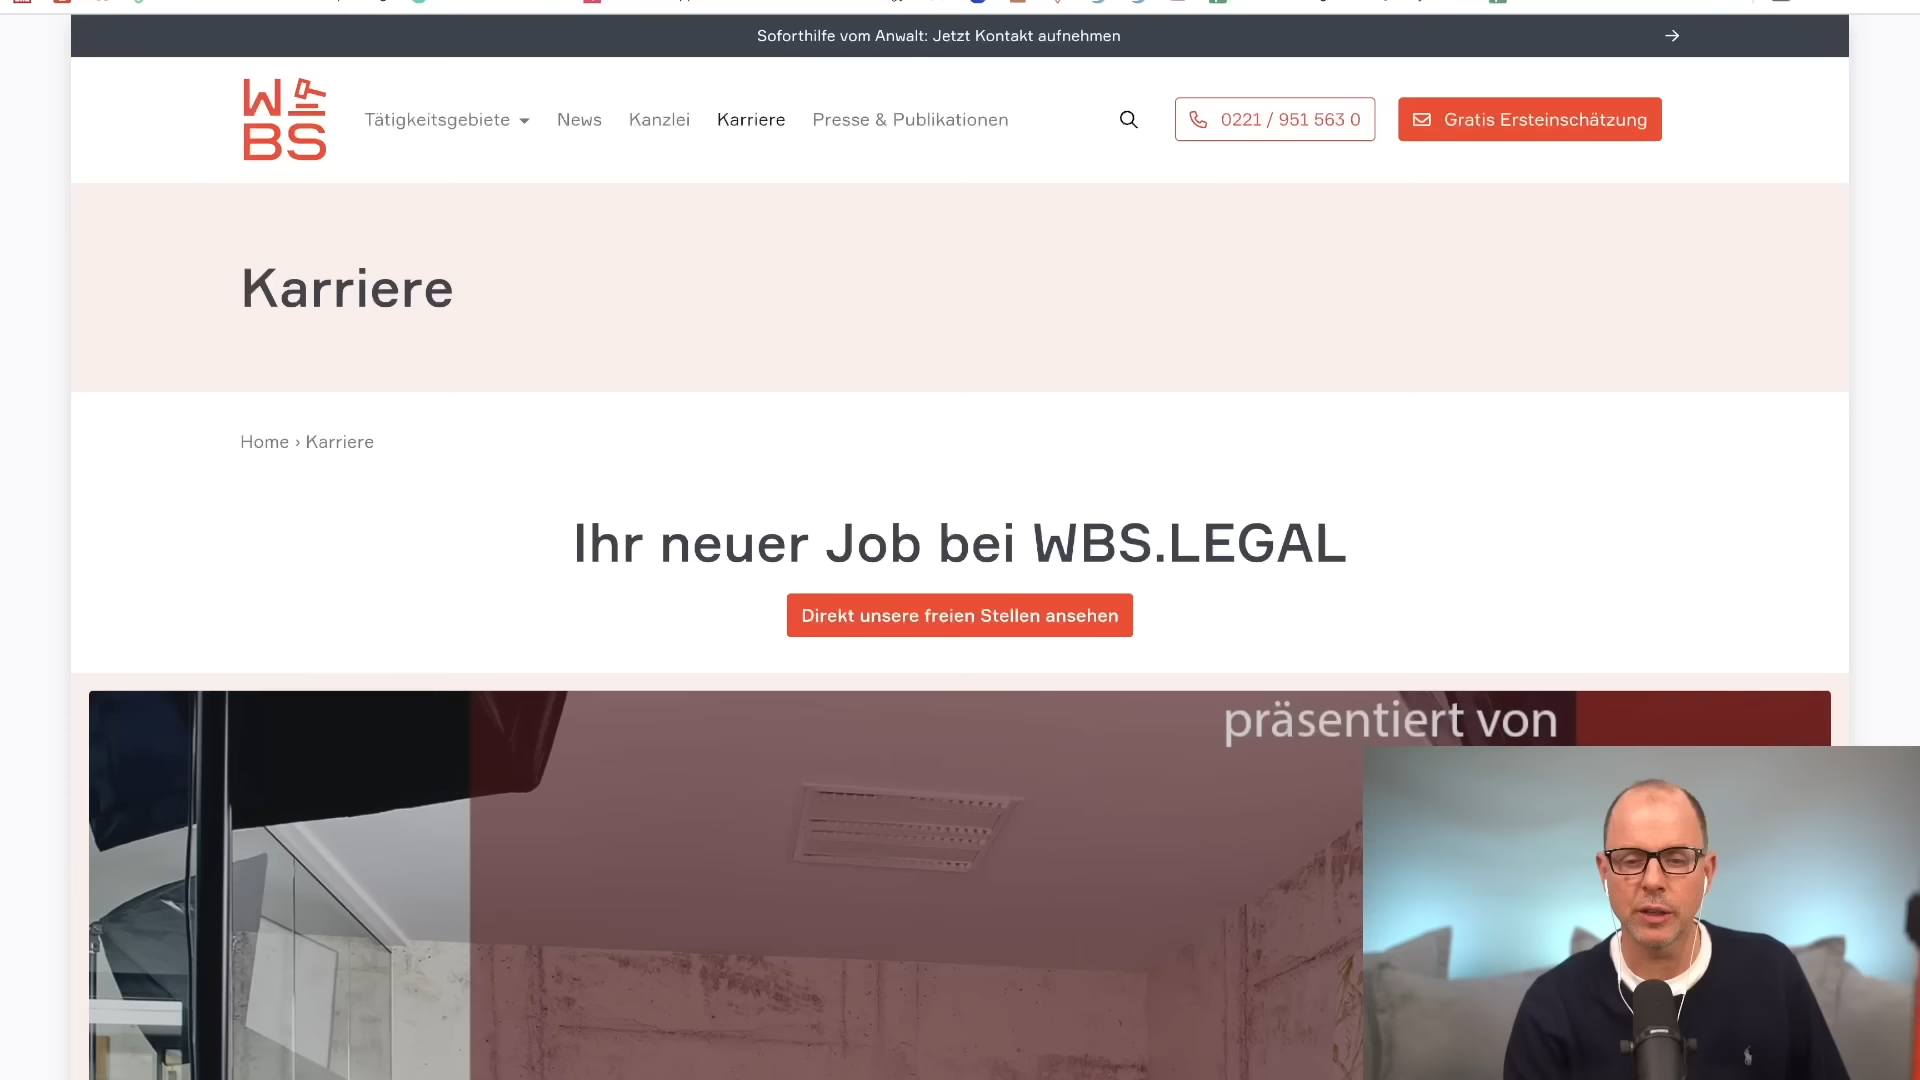 Soforthilfe vom Anwalt: Jetzt Kontakt aufnehmen
WBS
Tätigkeitsgebiete
News
Kanzlei
Karriere
Presse & Publikationen
0221 / 951 563 0
Gratis Ersteinschätzung
Karriere
Home › Karriere
Ihr neuer Job bei WBS.LEGAL
Direkt unsere freien Stellen ansehen
präsentiert von